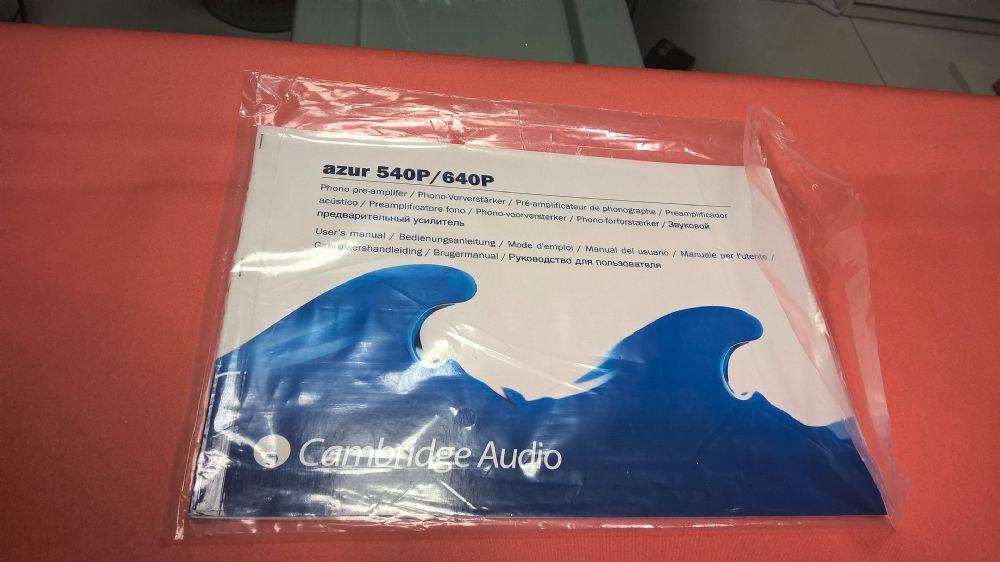 azur 540P/640P
Phono pre-amplifer / Phono-Vorverstärker / Pré-amplificateur de phonographe / Preamplificador
acústico / Preamplificatore fono / Phono-voorversterker / Phono-forforstærker / Звуковой
предварительный усилитель
User's manual / Bedienungsanleitung / Mode d'emploi / Manual del usuario / Manuale per l'utente /
Gebruikershandleiding / Brugermanual / Руководство для пользователя
Cambridge Audio